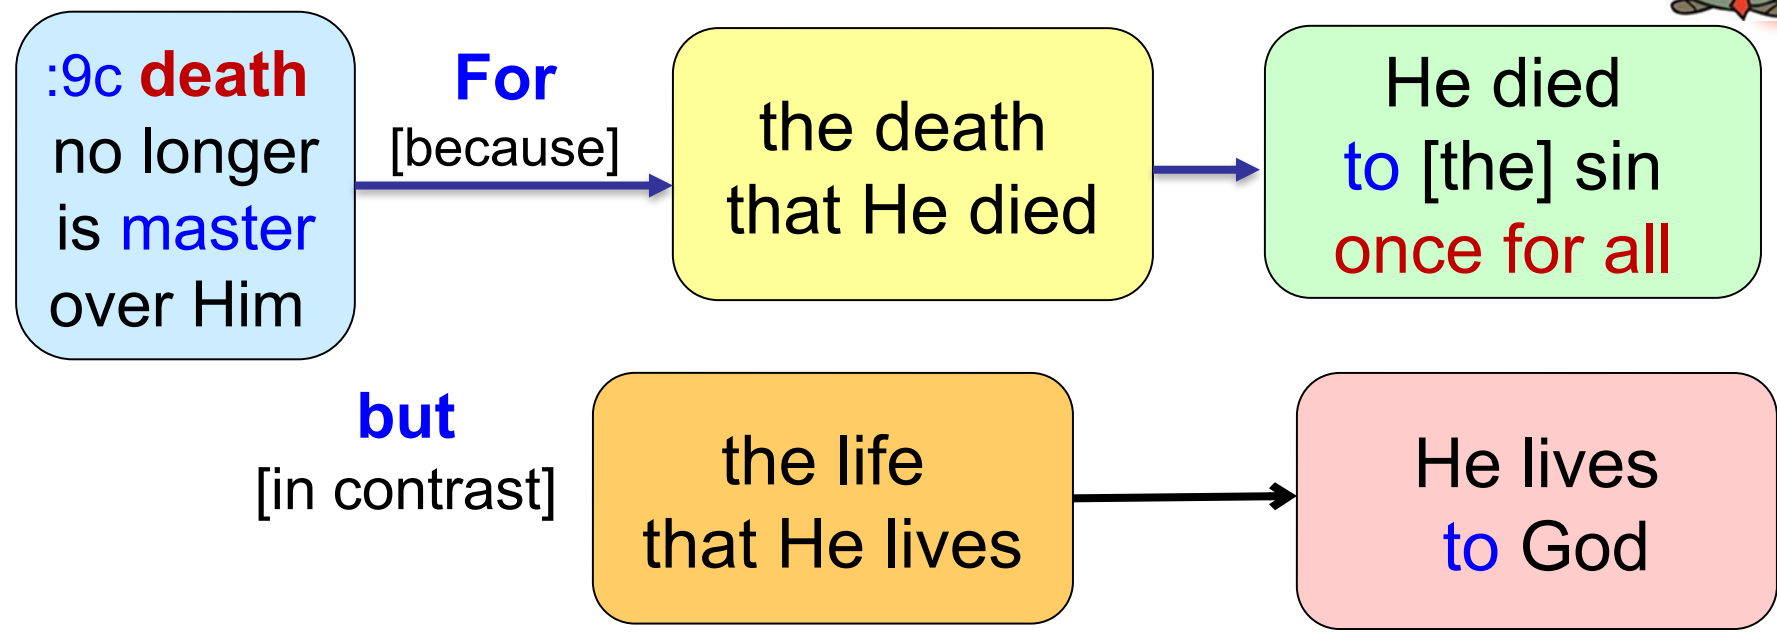 :9c death
no longer
is master
over Him
For
[because]
the death
that He died
He died
to [the] sin
once for all
but
[in contrast]
the life
that He lives
He lives
to God